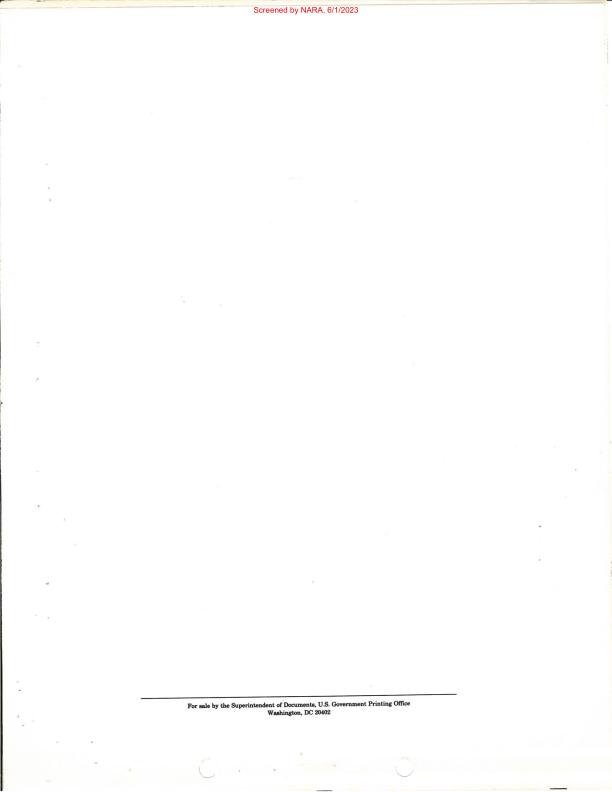 Screened by NARA, 6/1/2023
For sale by the Superintendent of Documents, U.S. Government Printing Office
Washington, DC 20402